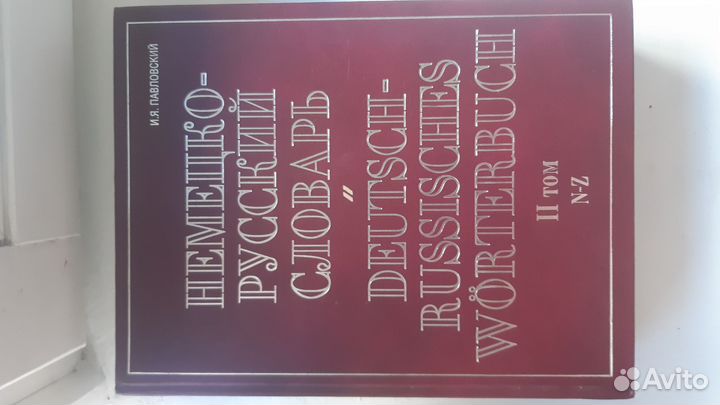 И.Я. ПАВЛОВСКИЙ
НЕМЕЦКО-
РУССКИЙ
СЛОВАРЬ
DEUTSCH-
RUSSISCHES
WÖRTERBUCH
II ТОМ
N-Z
Avito